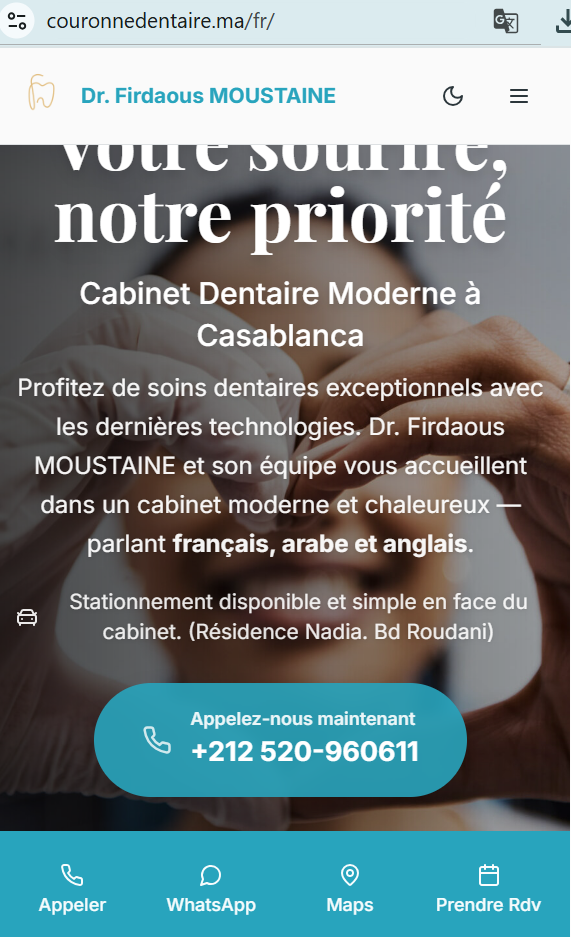 couronnedentaire.ma/fr/
Dr. Firdaous MOUSTAINE
Votre sourire,
notre priorité
Cabinet Dentaire Moderne à
Casablanca
Profitez de soins dentaires exceptionnels avec
les dernières technologies. Dr. Firdaous
MOUSTAINE et son équipe vous accueillent
dans un cabinet moderne et chaleureux —
parlant français, arabe et anglais.
Stationnement disponible et simple en face du
cabinet. (Résidence Nadia. Bd Roudani)
Appelez-nous maintenant
+212 520-960611
Appeler
WhatsApp
Maps
Prendre Rdv